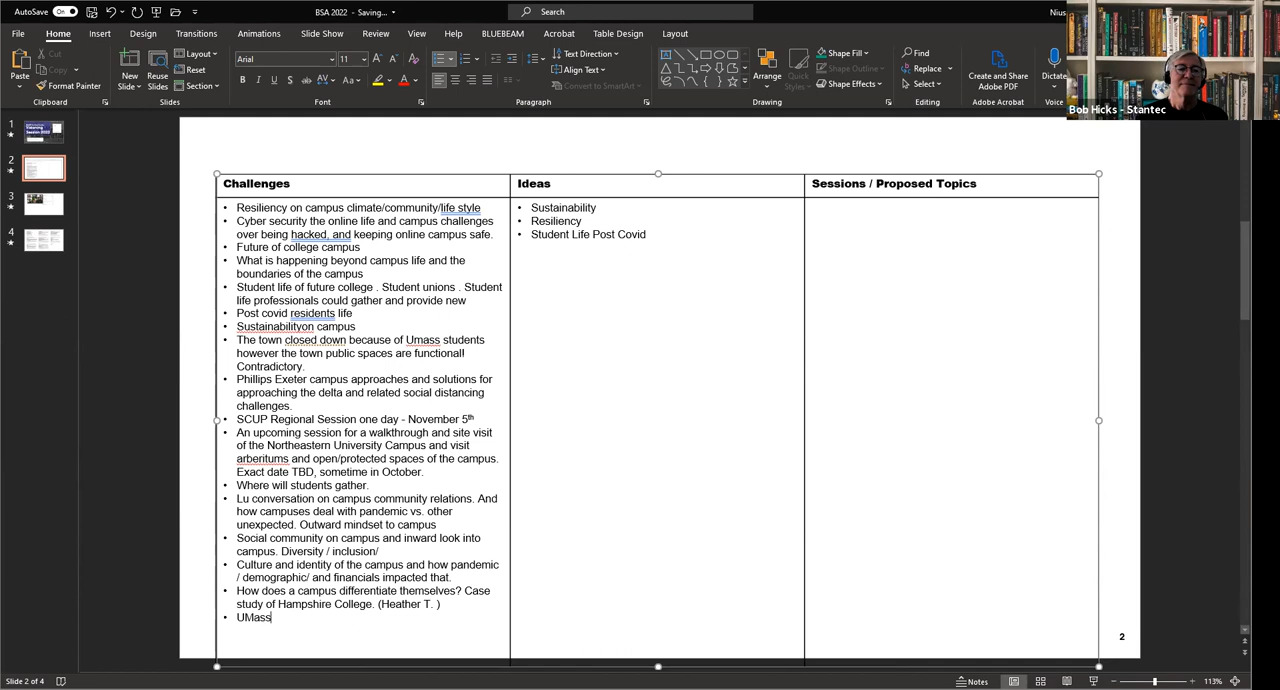 AutoSave On BSA 2022 - Saving... Search Nius
File Home Insert Design Transitions Animations Slide Show Review View Help BLUEBEAM Acrobat Table Design Layout
Paste Cut Copy Format Painter
Clipboard
New Slide Reuse Slides Layout Reset Section
Slides
Arial 11
B I U S ab AV Aa A
Font
Text Direction
Align Text
Convert to SmartArt
Paragraph
Arrange Quick Styles Shape Fill Shape Outline Shape Effects
Drawing
Find
Replace
Select
Editing
Create and Share Adobe PDF
Adobe Acrobat
Dictate
Voice
Bob Hicks - Stantec
1
2
3
4
Challenges Ideas Sessions / Proposed Topics
• Resiliency on campus climate/community/life style
• Cyber security the online life and campus challenges
over being hacked, and keeping online campus safe.
• Future of college campus
• What is happening beyond campus life and the
boundaries of the campus
• Student life of future college . Student unions . Student
life professionals could gather and provide new
• Post covid residents life
• Sustainabilityon campus
• The town closed down because of Umass students
however the town public spaces are functional!
Contradictory.
• Phillips Exeter campus approaches and solutions for
approaching the delta and related social distancing
challenges.
• SCUP Regional Session one day - November 5th
• An upcoming session for a walkthrough and site visit
of the Northeastern University Campus and visit
arberitums and open/protected spaces of the campus.
Exact date TBD, sometime in October.
• Where will students gather.
• Lu conversation on campus community relations. And
how campuses deal with pandemic vs. other
unexpected. Outward mindset to campus
• Social community on campus and inward look into
campus. Diversity / inclusion/
• Culture and identity of the campus and how pandemic
/ demographic/ and financials impacted that.
• How does a campus differentiate themselves? Case
study of Hampshire College. (Heather T. )
• UMass
• Sustainability
• Resiliency
• Student Life Post Covid
2
Slide 2 of 4 Notes 113%